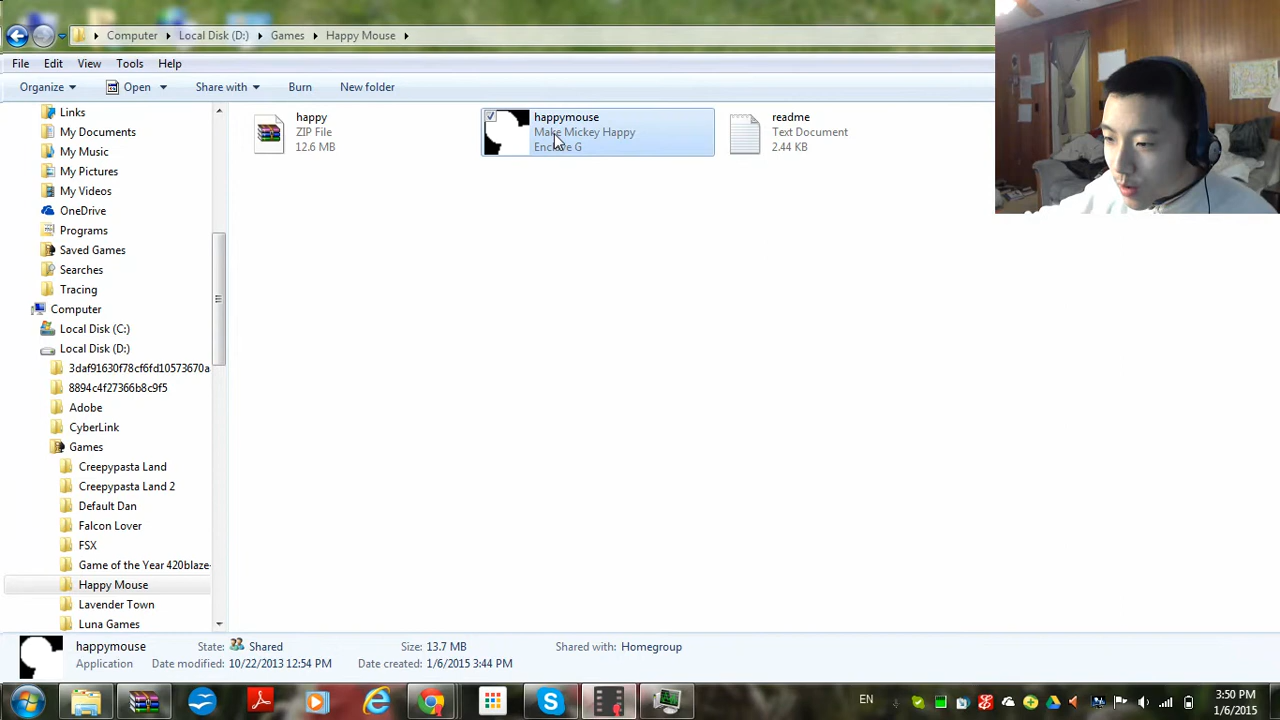 Computer Local Disk (D:) Games Happy Mouse
File Edit View Tools Help
Organize Open Share with Burn New folder
Links
My Documents
My Music
My Pictures
My Videos
OneDrive
Programs
Saved Games
Searches
Tracing
Computer
Local Disk (C:)
Local Disk (D:)
3daf91630f78cf6fd10573670a
8894c4f27366b8c9f5
Adobe
CyberLink
Games
Creepypasta Land
Creepypasta Land 2
Default Dan
Falcon Lover
FSX
Game of the Year 420blaze
Happy Mouse
Lavender Town
Luna Games
happy
ZIP File
12.6 MB
happymouse
Make Mickey Happy
G
readme
Text Document
2.44 KB
happymouse State: Shared Size: 13.7 MB Shared with: Homegroup
Application Date modified: 10/22/2013 12:54 PM Date created: 1/6/2015 3:44 PM
EN
3:50 PM
1/6/2015